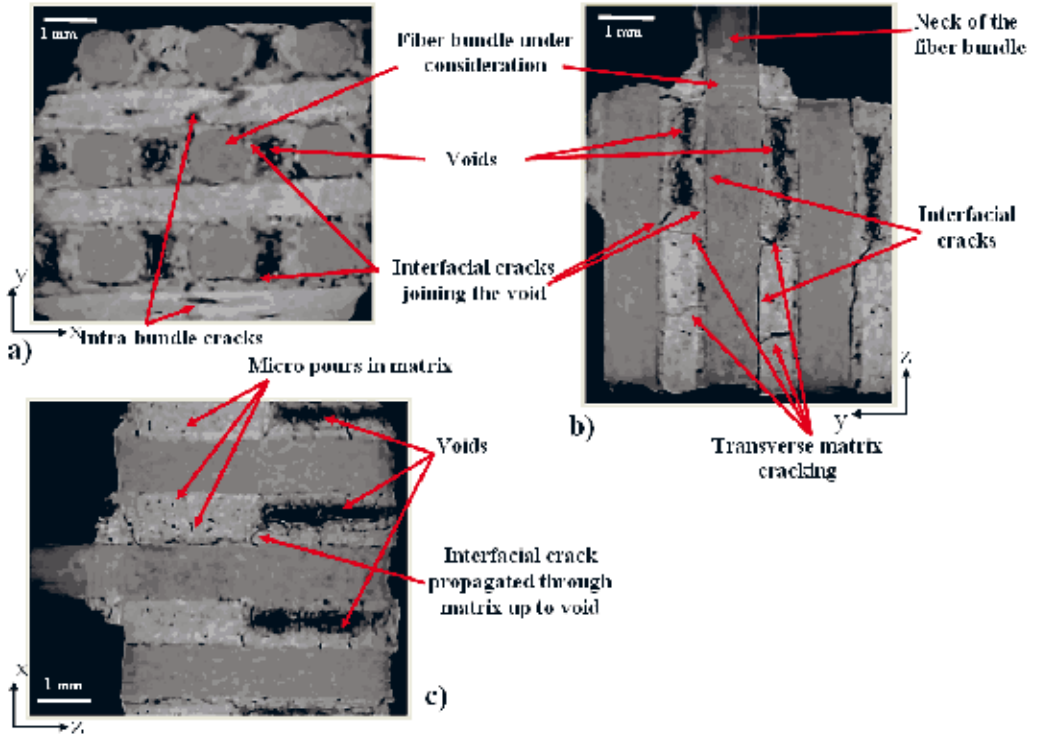 1 mm
Fiber bundle under
consideration
1 mm
Neck of the
fiber bundle
Voids
Interfacial
cracks
Interfacial cracks
joining the void
y
x
Intra bundle cracks
a)
z
y
b)
Transverse matrix
cracking
Micro pours in matrix
Voids
Interfacial crack
propagated through
matrix up to void
x
1 mm
z
c)